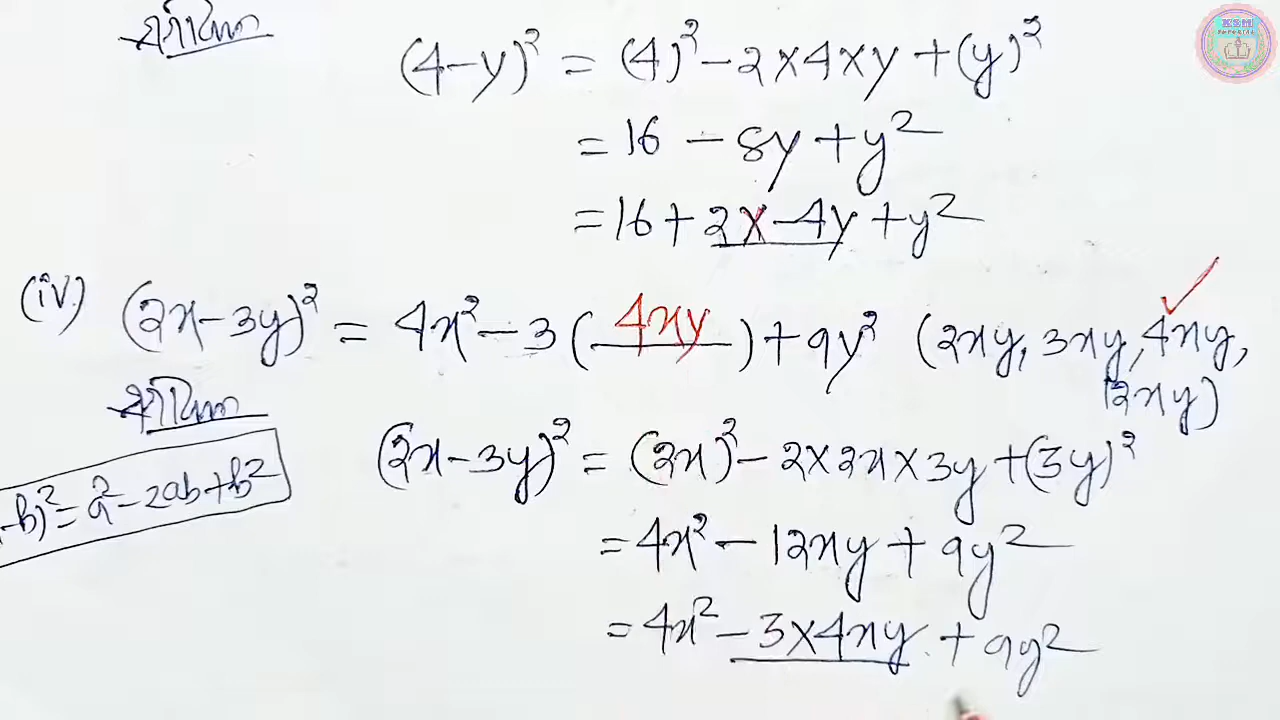 (4-y)² = (4)² - 2×4×y + (y)²
= 16 - 8y + y²
= 16 + 2× -4y + y²
(iv) (2x-3y)² = 4x² - 3 ( 4xy ) + 9y² (2xy, 3xy, 4xy,
12xy)
(2x-3y)² = (2x)² - 2×2x×3y + (3y)²
-b)² = a² - 2ab + b²
= 4x² - 12xy + 9y²
= 4x² - 3×4xy + 9y²
KSM